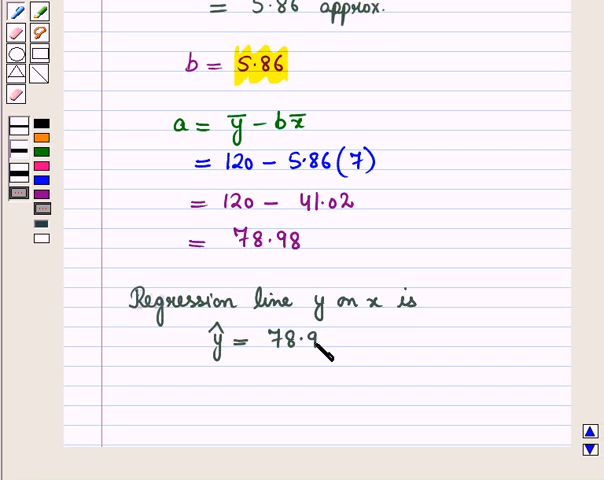 = 5.86 approx.
b = 5.86
a = y̅ - bx̅
= 120 - 5.86(7)
= 120 - 41.02
= 78.98
Regression line y on x is
ŷ = 78.9